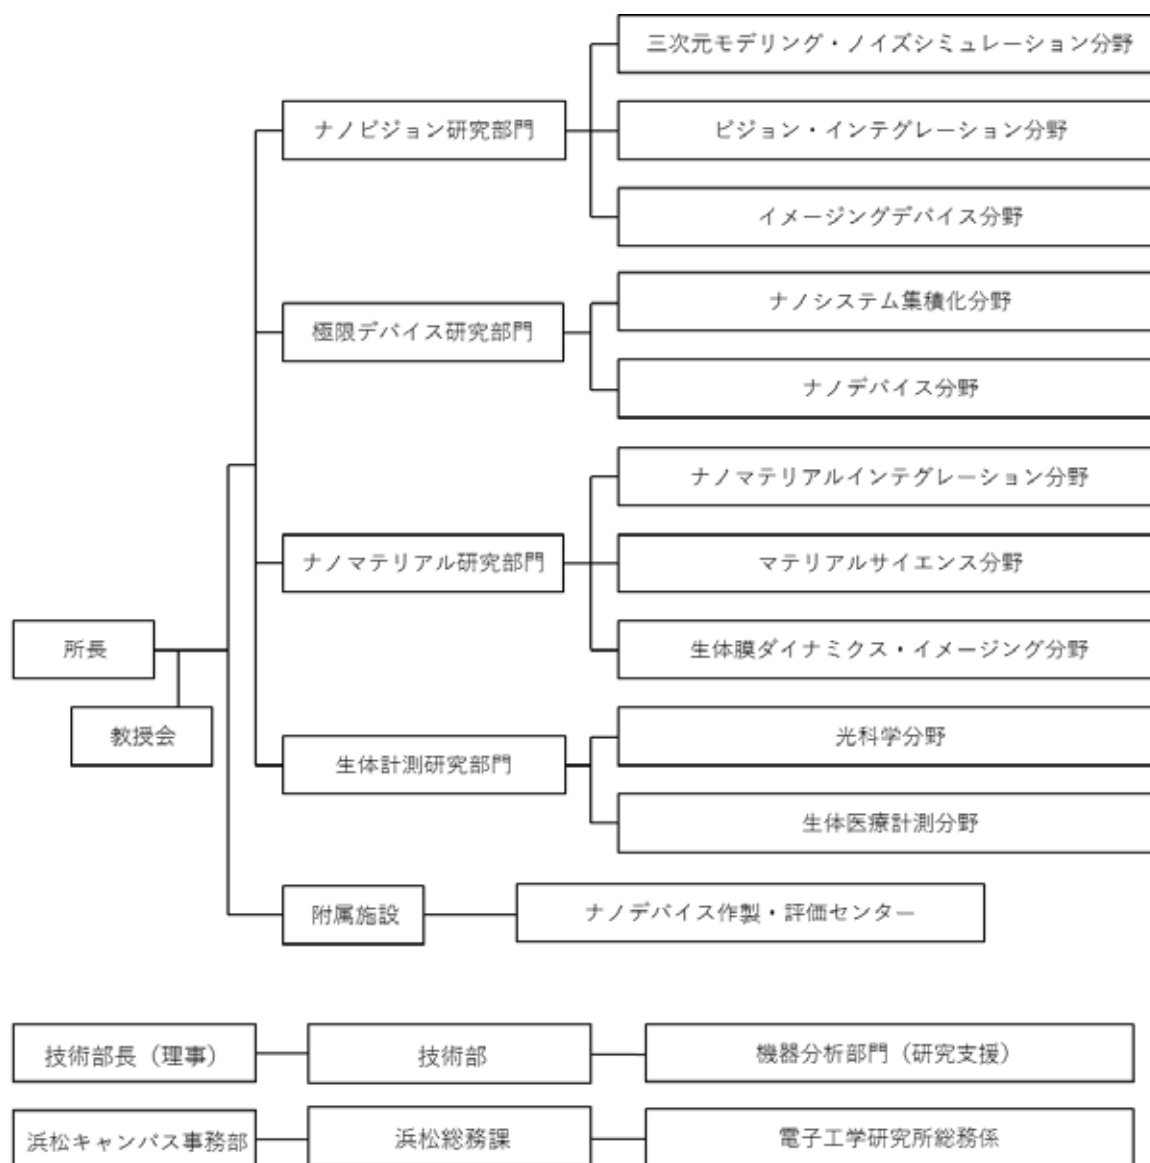 三次元モデリング・ノイズシミュレーション分野
ナノビジョン研究部門
ビジョン・インテグレーション分野
イメージングデバイス分野
ナノシステム集積化分野
極限デバイス研究部門
ナノデバイス分野
ナノマテリアルインテグレーション分野
ナノマテリアル研究部門
マテリアルサイエンス分野
所長
生体膜ダイナミクス・イメージング分野
教授会
光科学分野
生体計測研究部門
生体医療計測分野
附属施設
ナノデバイス作製・評価センター
技術部長（理事）
技術部
機器分析部門（研究支援）
浜松キャンパス事務部
浜松総務課
電子工学研究所総務係